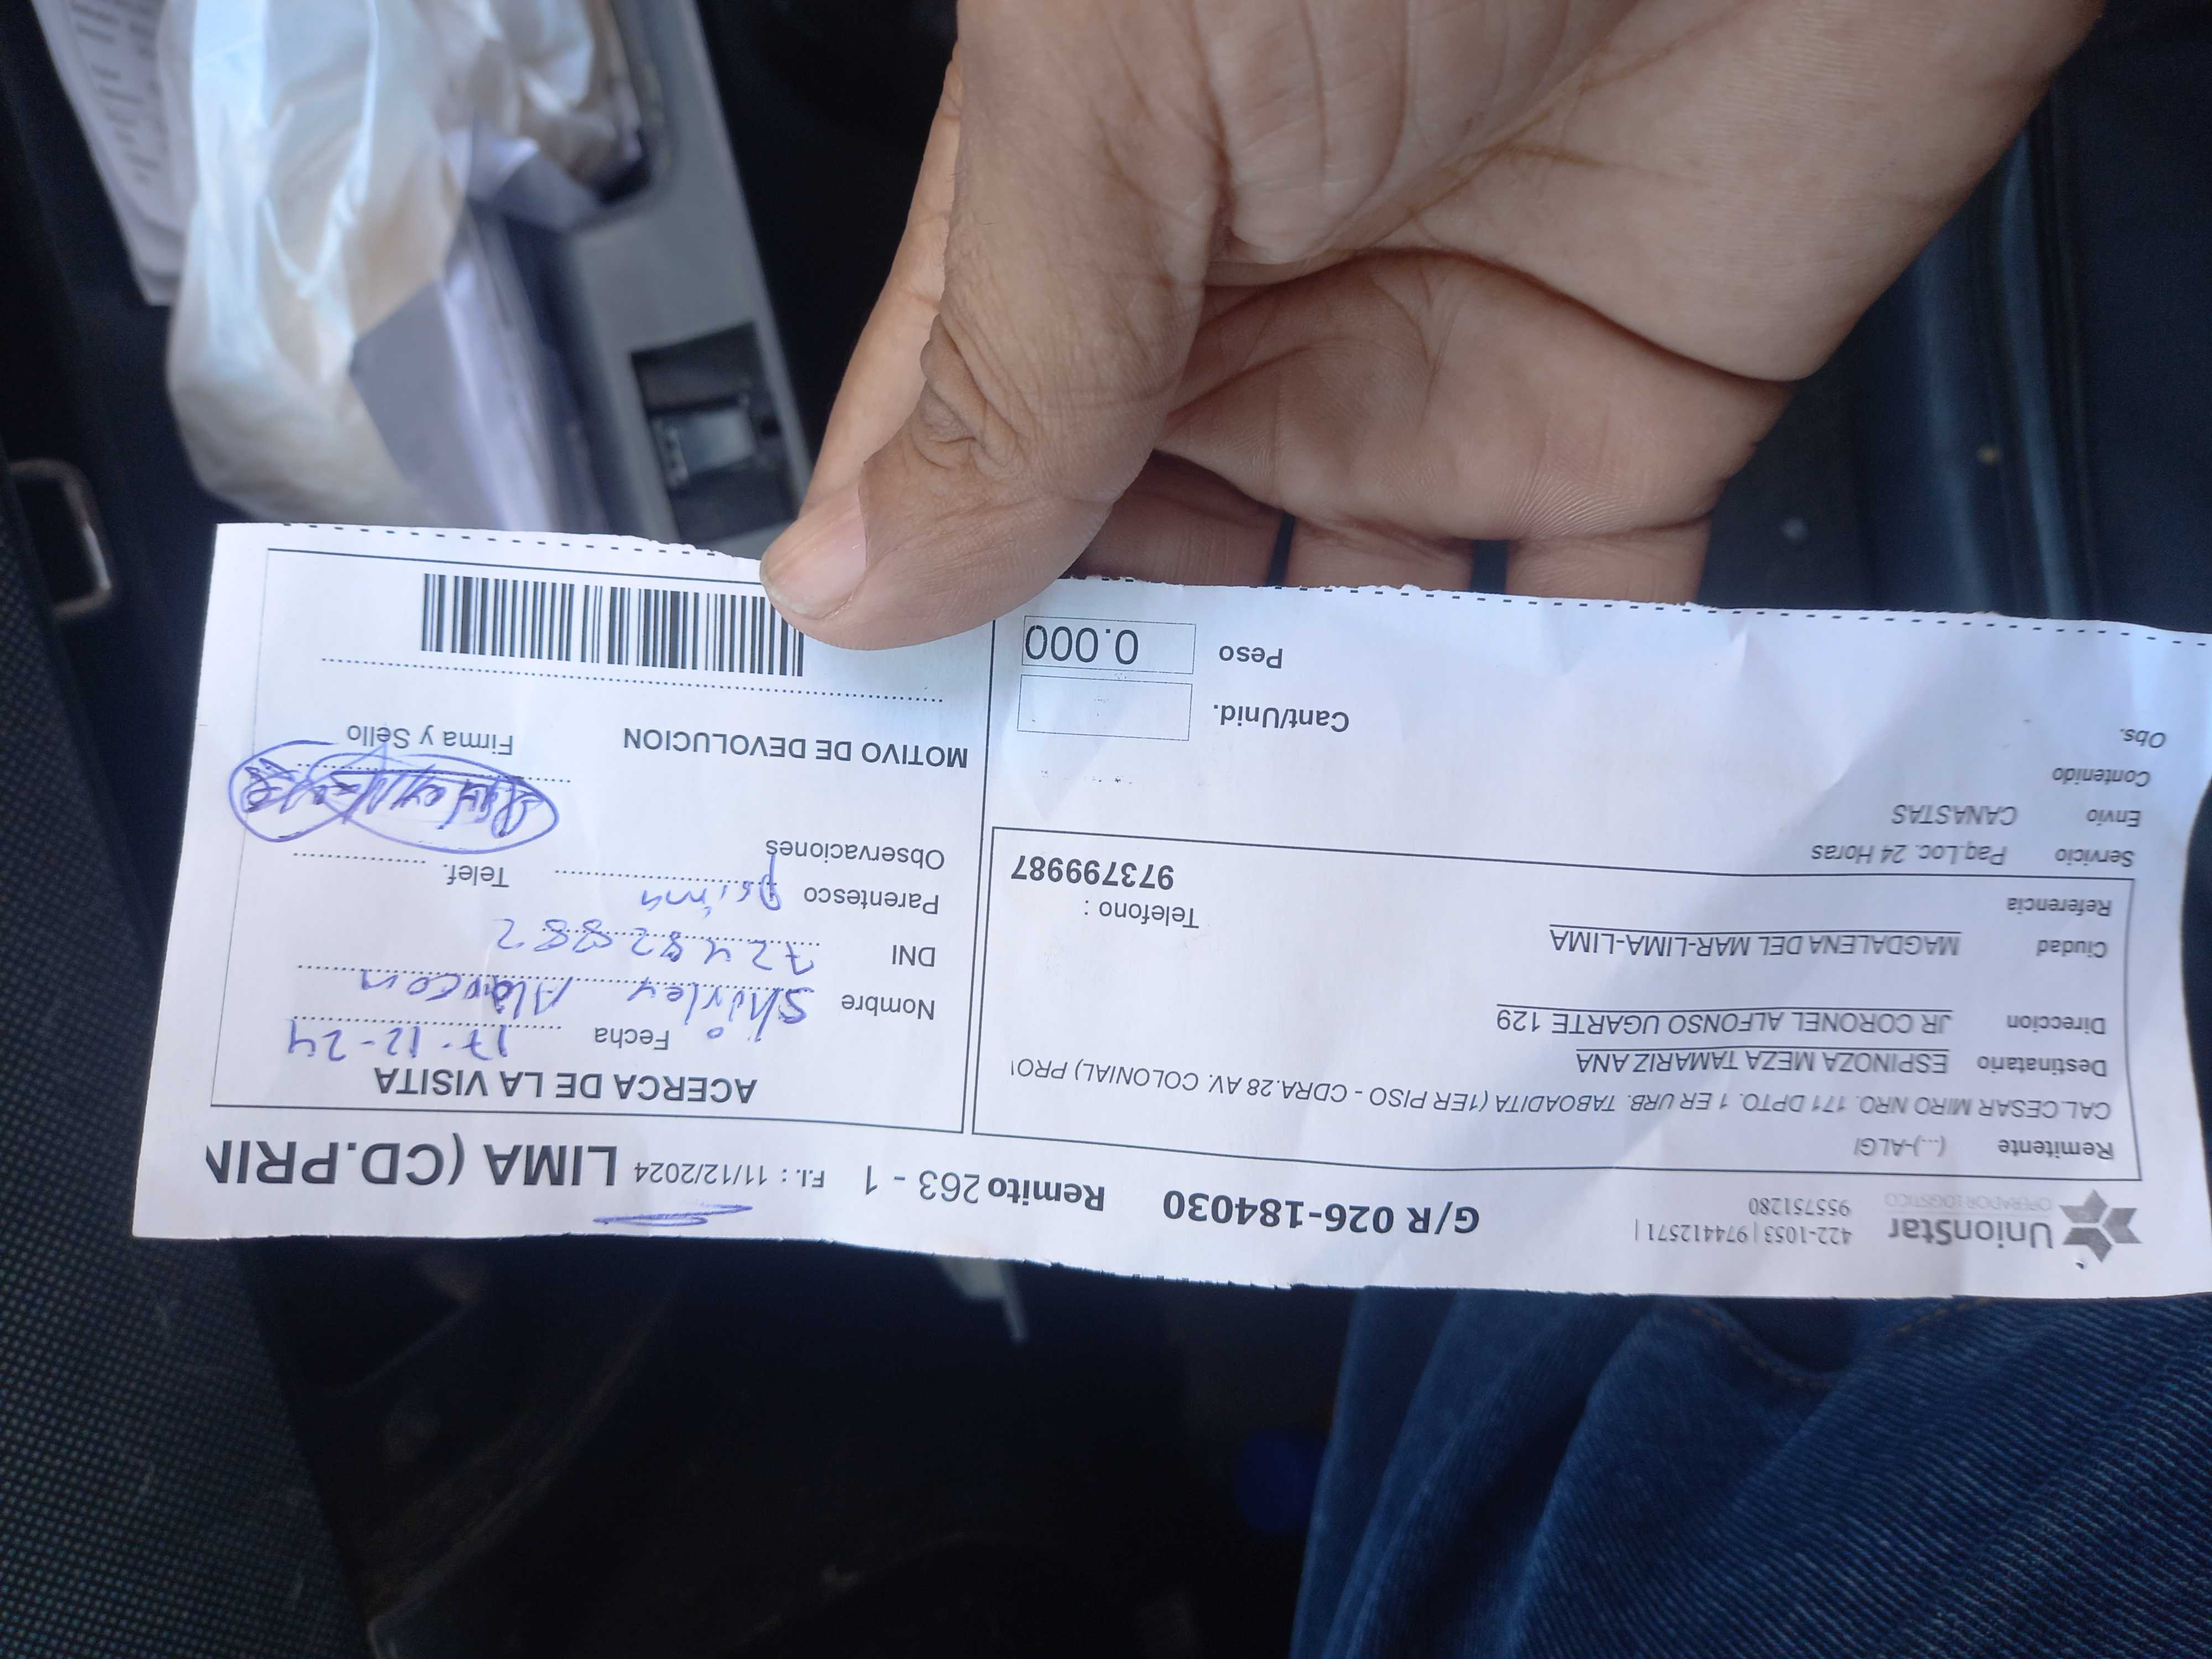 UnionStar
OPERADOR LOGISTICO
422-1053 | 974412571 |
955751280
G/R 026-184030
Remito 263 - 1
F.I. : 11/12/2024
LIMA (CD.PRIN
Remitente (...)-ALGI
CAL.CESAR MIRO NRO. 171 DPTO. 1 ER URB. TABOADITA (1ER PISO - CDRA.28 AV. COLONIAL) PRO
Destinatario ESPINOZA MEZA TAMARIZ ANA
Direccion JR CORONEL ALFONSO UGARTE 129
Ciudad MAGDALENA DEL MAR-LIMA-LIMA
Referencia
Telefono :
973799987
Servicio Paq.Loc. 24 Horas
Envio CANASTAS
Contenido
Obs.
Cant/Unid.
Peso 0.000
ACERCA DE LA VISITA
Fecha 17-12-24
Nombre Shirley Alarcon
DNI 72482882
Parentesco Prima
Telef.
Observaciones
Firma y Sello
MOTIVO DE DEVOLUCION